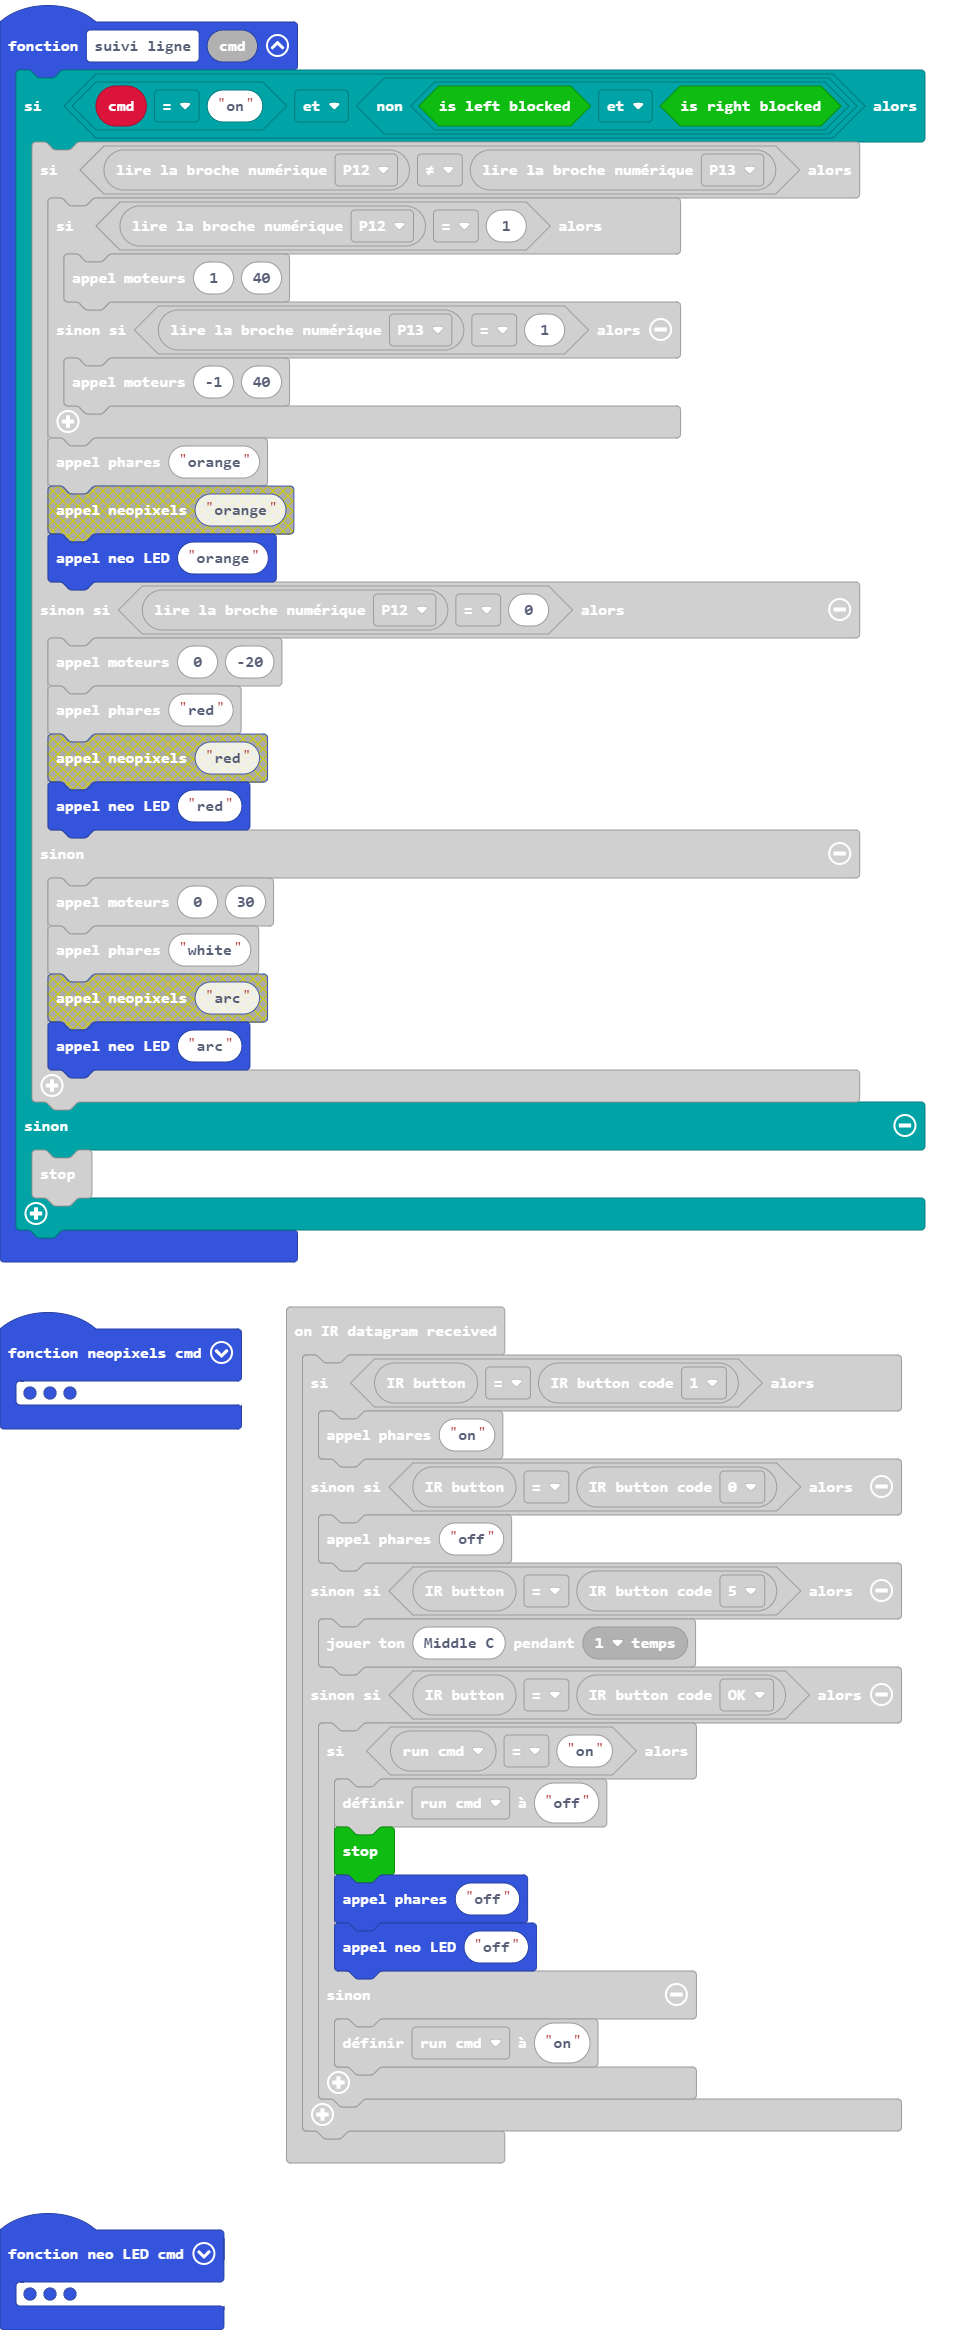 fonction suivi ligne cmd
si cmd = "on" et non is left blocked et is right blocked alors
si lire la broche numérique P12 ≠ lire la broche numérique P13 alors
si lire la broche numérique P12 = 1 alors
appel moteurs 1 40
sinon si lire la broche numérique P13 = 1 alors
appel moteurs -1 40
appel phares "orange"
appel neopixels "orange"
appel neo LED "orange"
sinon si lire la broche numérique P12 = 0 alors
appel moteurs 0 -20
appel phares "red"
appel neopixels "red"
appel neo LED "red"
sinon
appel moteurs 0 30
appel phares "white"
appel neopixels "arc"
appel neo LED "arc"
sinon
stop
fonction neopixels cmd
on IR datagram received
si IR button = IR button code 1 alors
appel phares "on"
sinon si IR button = IR button code 0 alors
appel phares "off"
sinon si IR button = IR button code 5 alors
jouer ton Middle C pendant 1 temps
sinon si IR button = IR button code OK alors
si run cmd = "on" alors
définir run cmd à "off"
stop
appel phares "off"
appel neo LED "off"
sinon
définir run cmd à "on"
fonction neo LED cmd